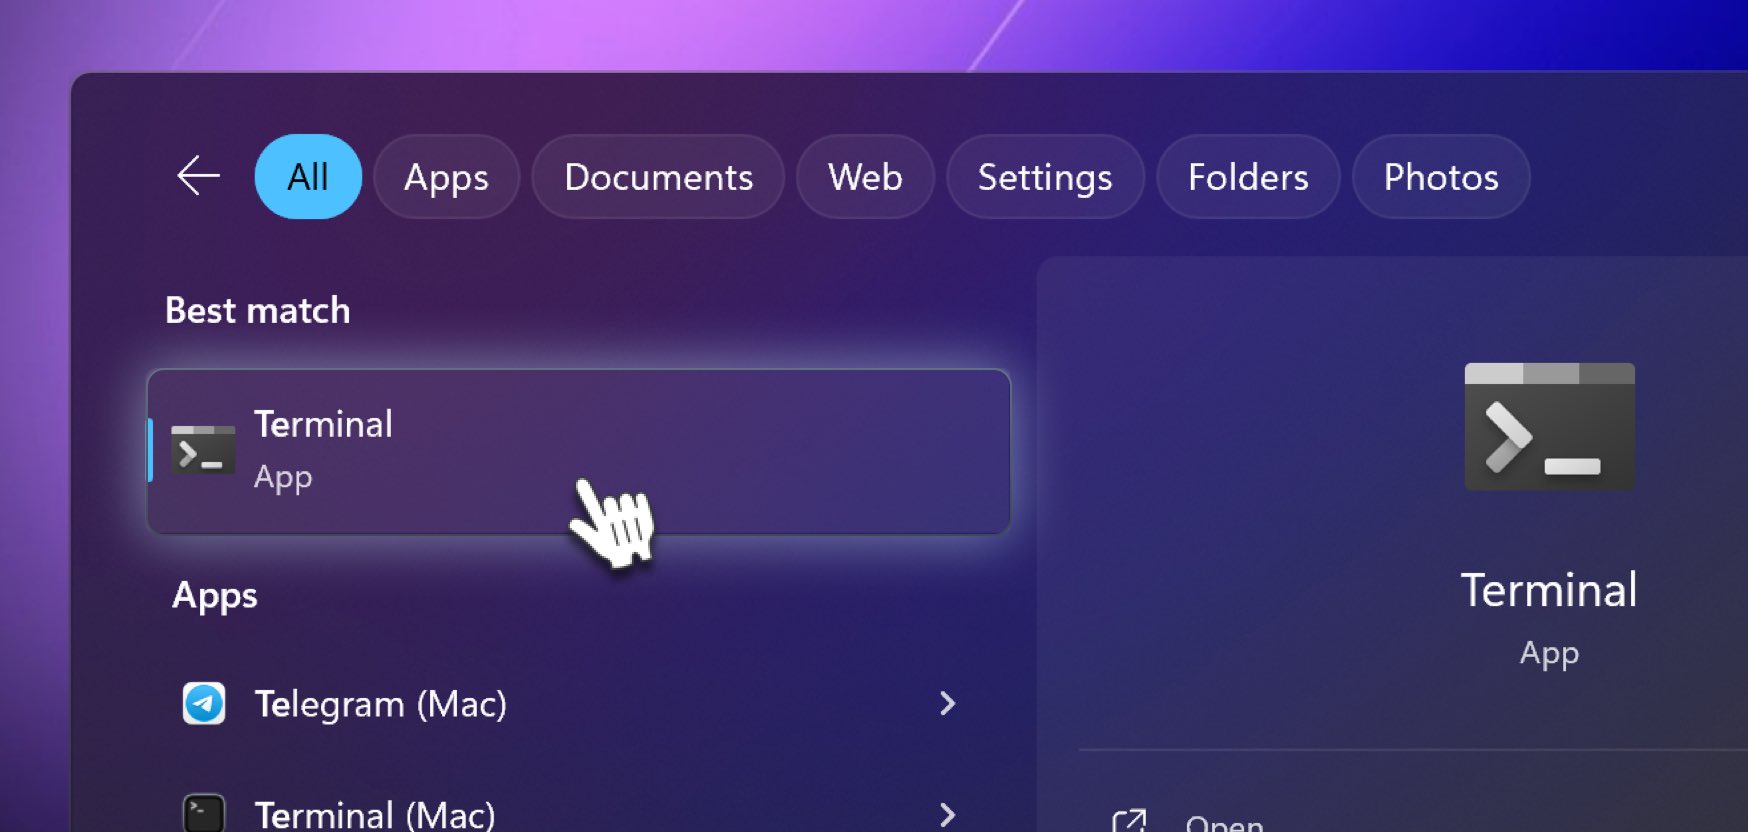 All Apps Documents Web Settings Folders Photos
Best match
Terminal
App
Apps
Telegram (Mac)
Terminal (Mac)
Terminal
App
Open